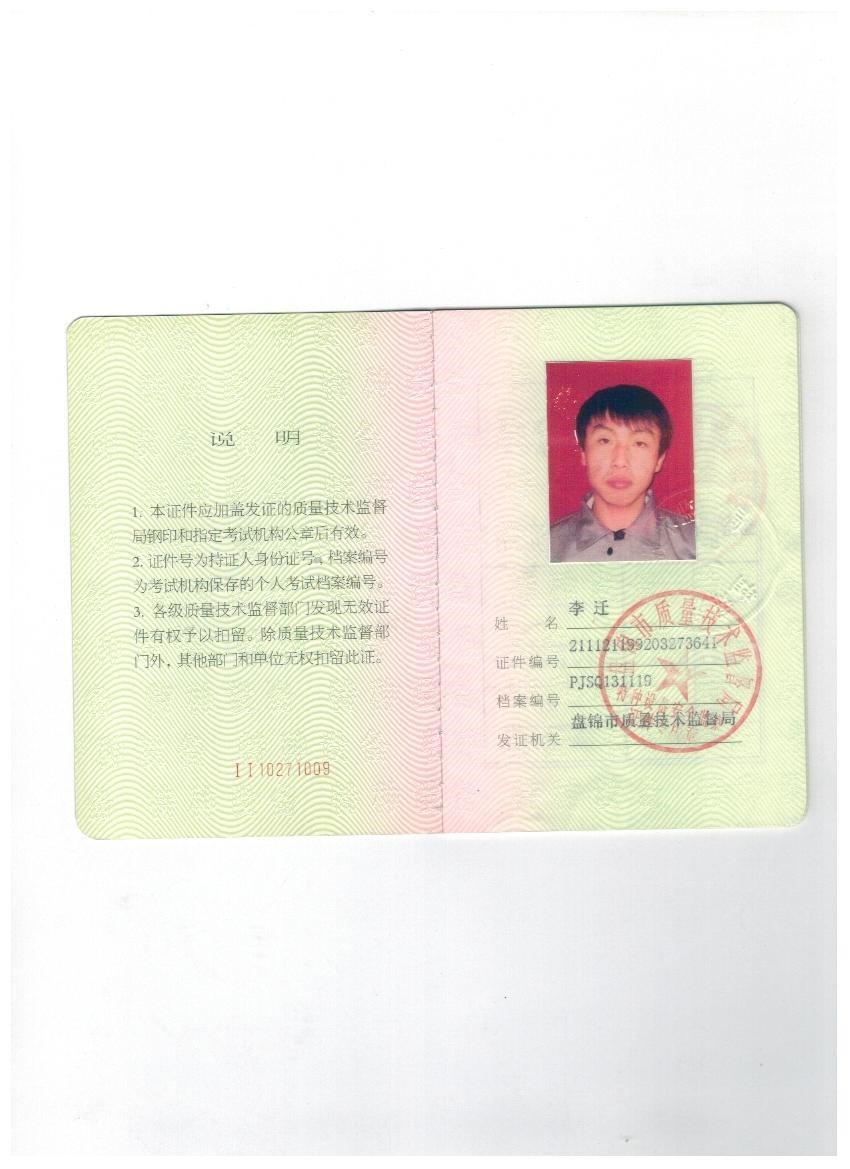 说 明
1. 本证件应加盖发证的质量技术监督
局钢印和指定考试机构公章后有效。
2. 证件号为持证人身份证号，档案编号
为考试机构保存的个人考试档案编号。
3. 各级质量技术监督部门发现无效证
件有权予以扣留。除质量技术监督部
门外，其他部门和单位无权扣留此证。
II10271009
姓 名 李 迁
证件编号 211121199203273641
档案编号 PJSQ131119
发证机关 盘锦市质量技术监督局